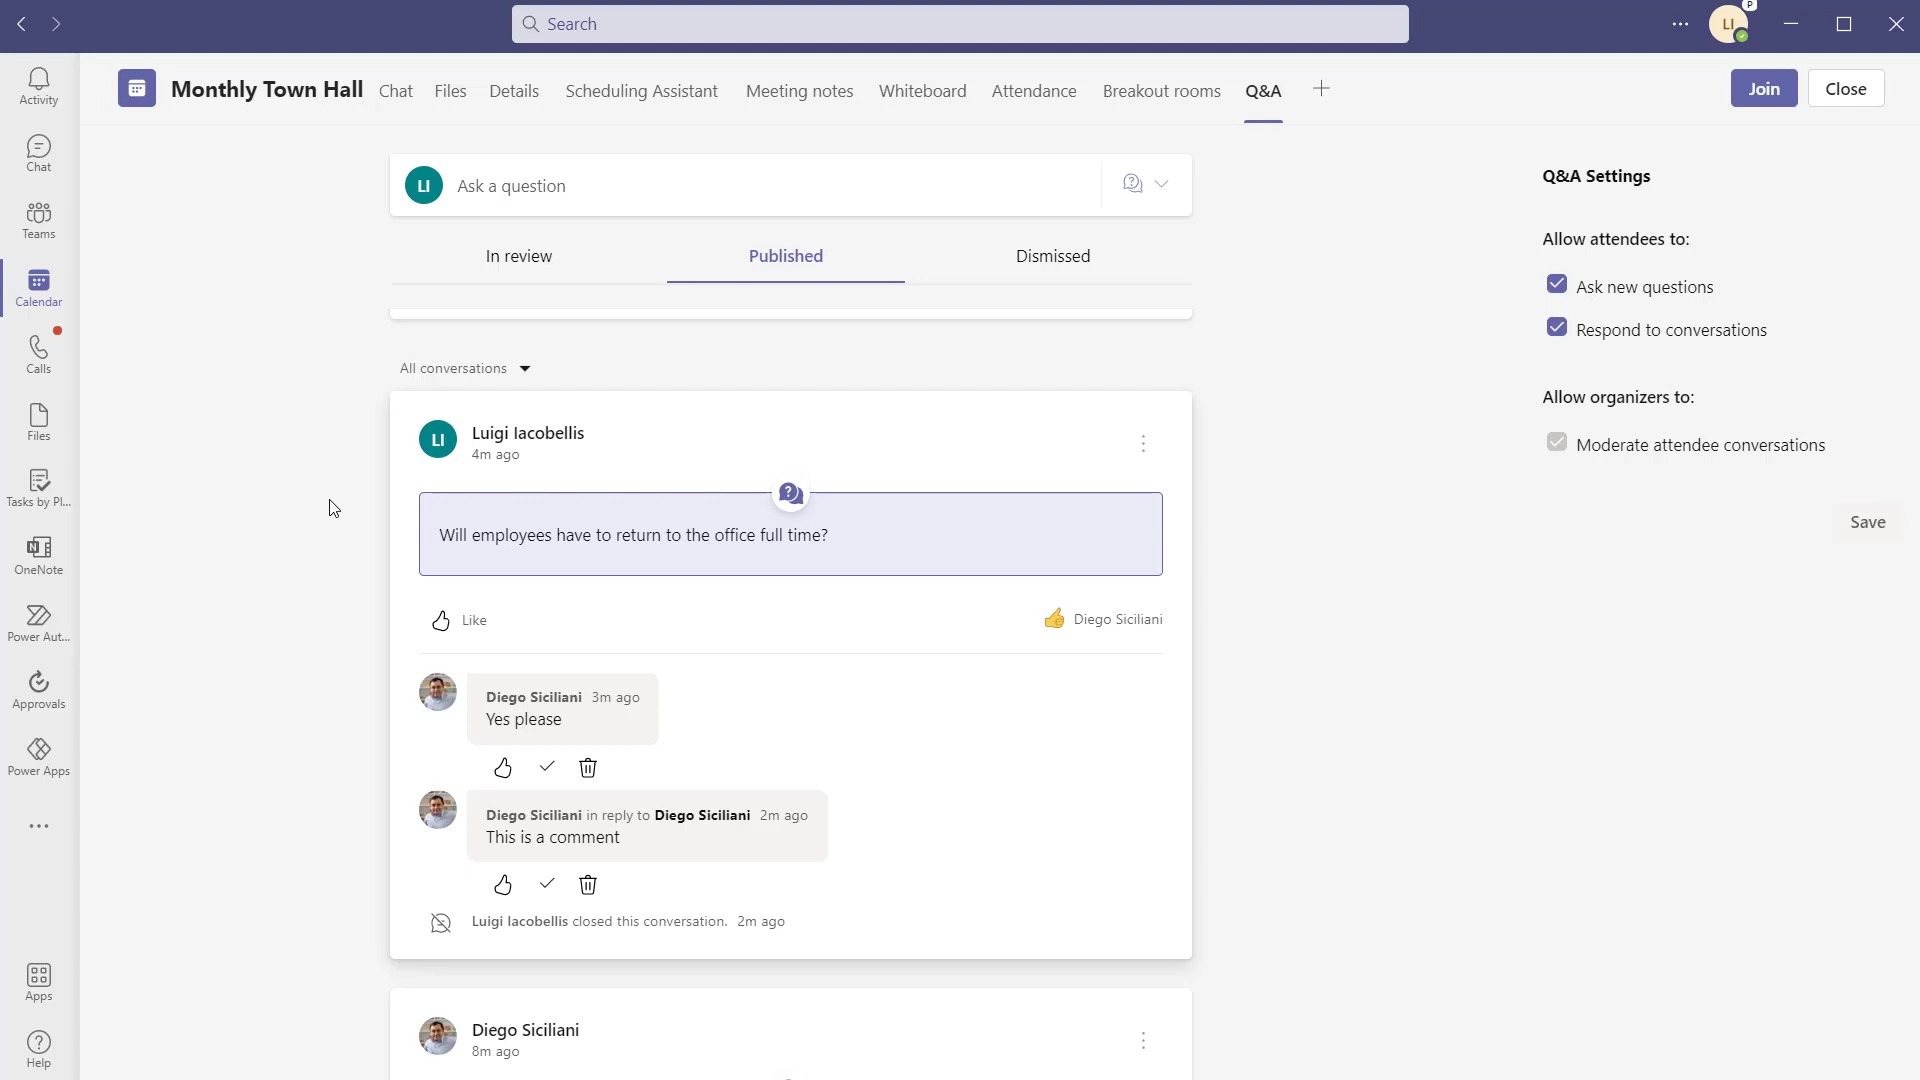 Search
LI
P
Activity
Chat
Teams
Calendar
Calls
Files
Tasks by Pl...
OneNote
Power Aut...
Approvals
Power Apps
Apps
Help
Monthly Town Hall
Chat
Files
Details
Scheduling Assistant
Meeting notes
Whiteboard
Attendance
Breakout rooms
Q&A
Join
Close
LI
Ask a question
In review
Published
Dismissed
All conversations
LI
Luigi Iacobellis
4m ago
Will employees have to return to the office full time?
Like
Diego Siciliani
Diego Siciliani 3m ago
Yes please
Diego Siciliani in reply to Diego Siciliani 2m ago
This is a comment
Luigi Iacobellis closed this conversation. 2m ago
Diego Siciliani
8m ago
Q&A Settings
Allow attendees to:
Ask new questions
Respond to conversations
Allow organizers to:
Moderate attendee conversations
Save